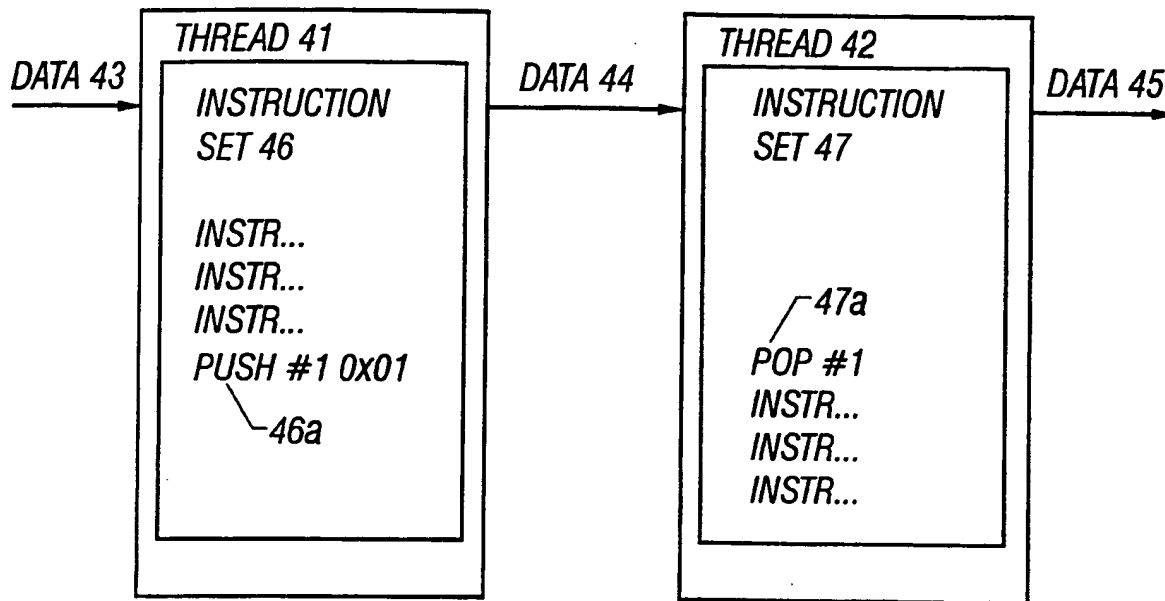 THREAD 41
DATA 43
INSTRUCTION
SET 46
INSTR...
INSTR...
INSTR...
PUSH #1 0X01
46a
DATA 44
THREAD 42
INSTRUCTION
SET 47
47a
POP #1
INSTR...
INSTR...
INSTR...
DATA 45